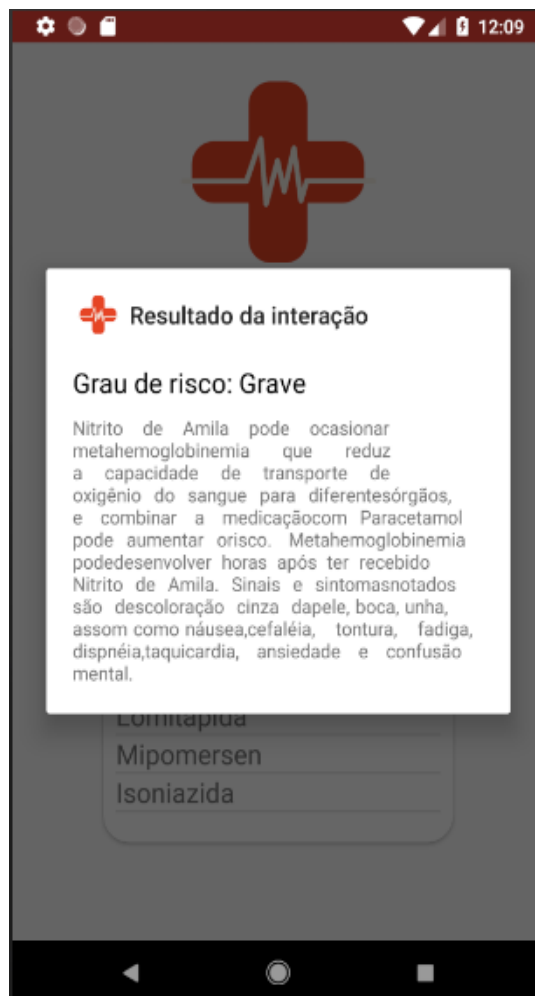 12:09
Resultado da interação
Grau de risco: Grave
Nitrito de Amila pode ocasionar
metahemoglobinemia que reduz
a capacidade de transporte de
oxigênio do sangue para diferentesórgãos,
e combinar a medicaçãocom Paracetamol
pode aumentar orisco. Metahemoglobinemia
podedesenvolver horas após ter recebido
Nitrito de Amila. Sinais e sintomasnotados
são descoloração cinza dapele, boca, unha,
assom como náusea,cefaléia, tontura, fadiga,
dispnéia,taquicardia, ansiedade e confusão
mental.
Lomitapida
Mipomersen
Isoniazida